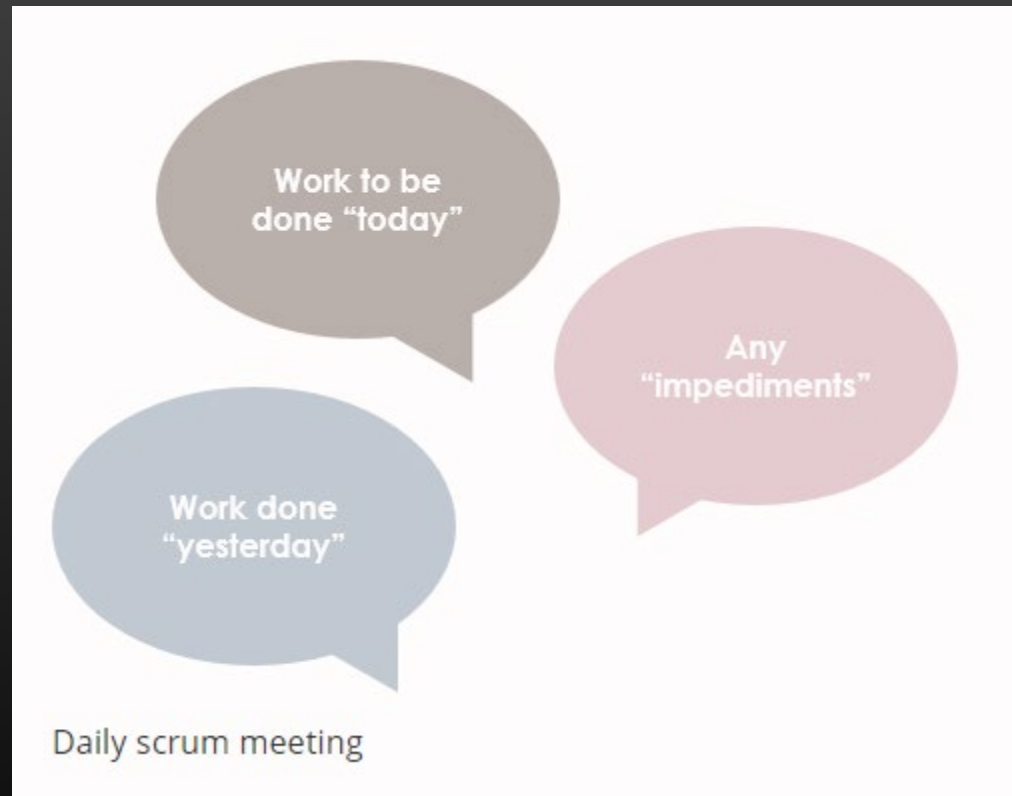 Work to be
done “today”
Any
“impediments”
Work done
“yesterday”
Daily scrum meeting